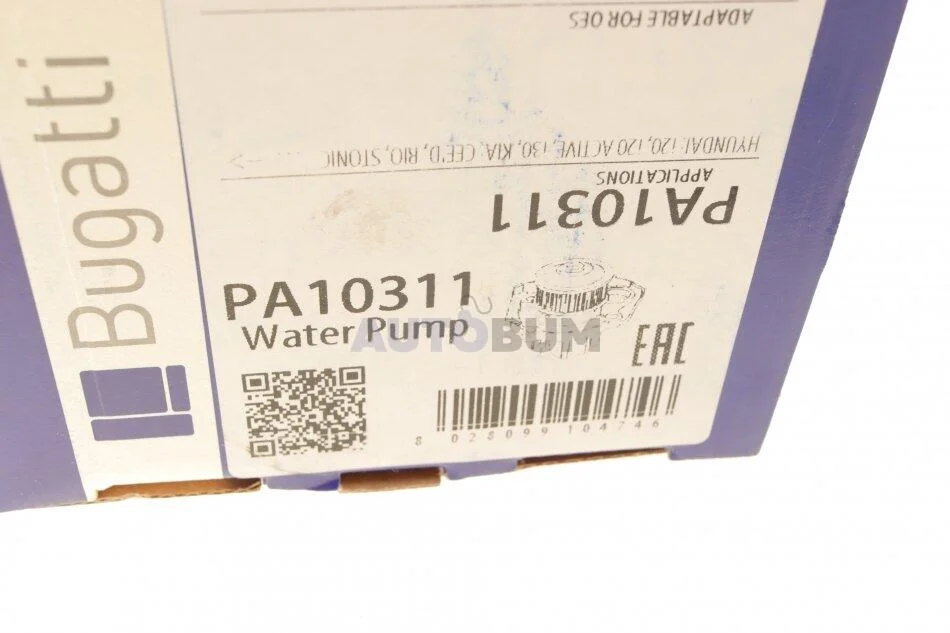 Bugatti
ADAPTABLE FOR OES
HYUNDAI: i20, i20 ACTIVE, i30, KIA: CEE'D, RIO, STONIC
APPLICATIONS
PA10311
PA10311
Water Pump
AUTOBUM
EAC
8 028099 104746